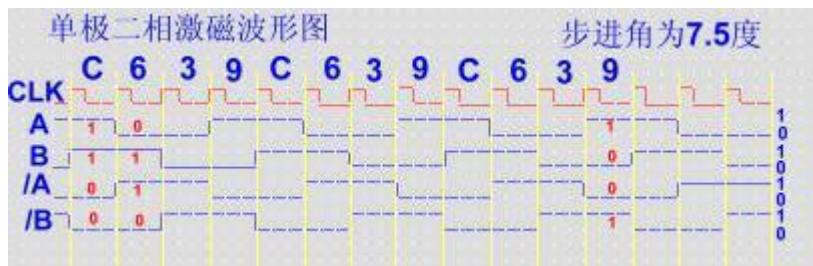 单极二相激磁波形图 步进角为7.5度
C 6 3 9 C 6 3 9 C 6 3 9
CLK
A 1 0 1 1 0
B 1 1 0 1 0
/A 0 1 0 1 0
/B 0 0 1 1 0